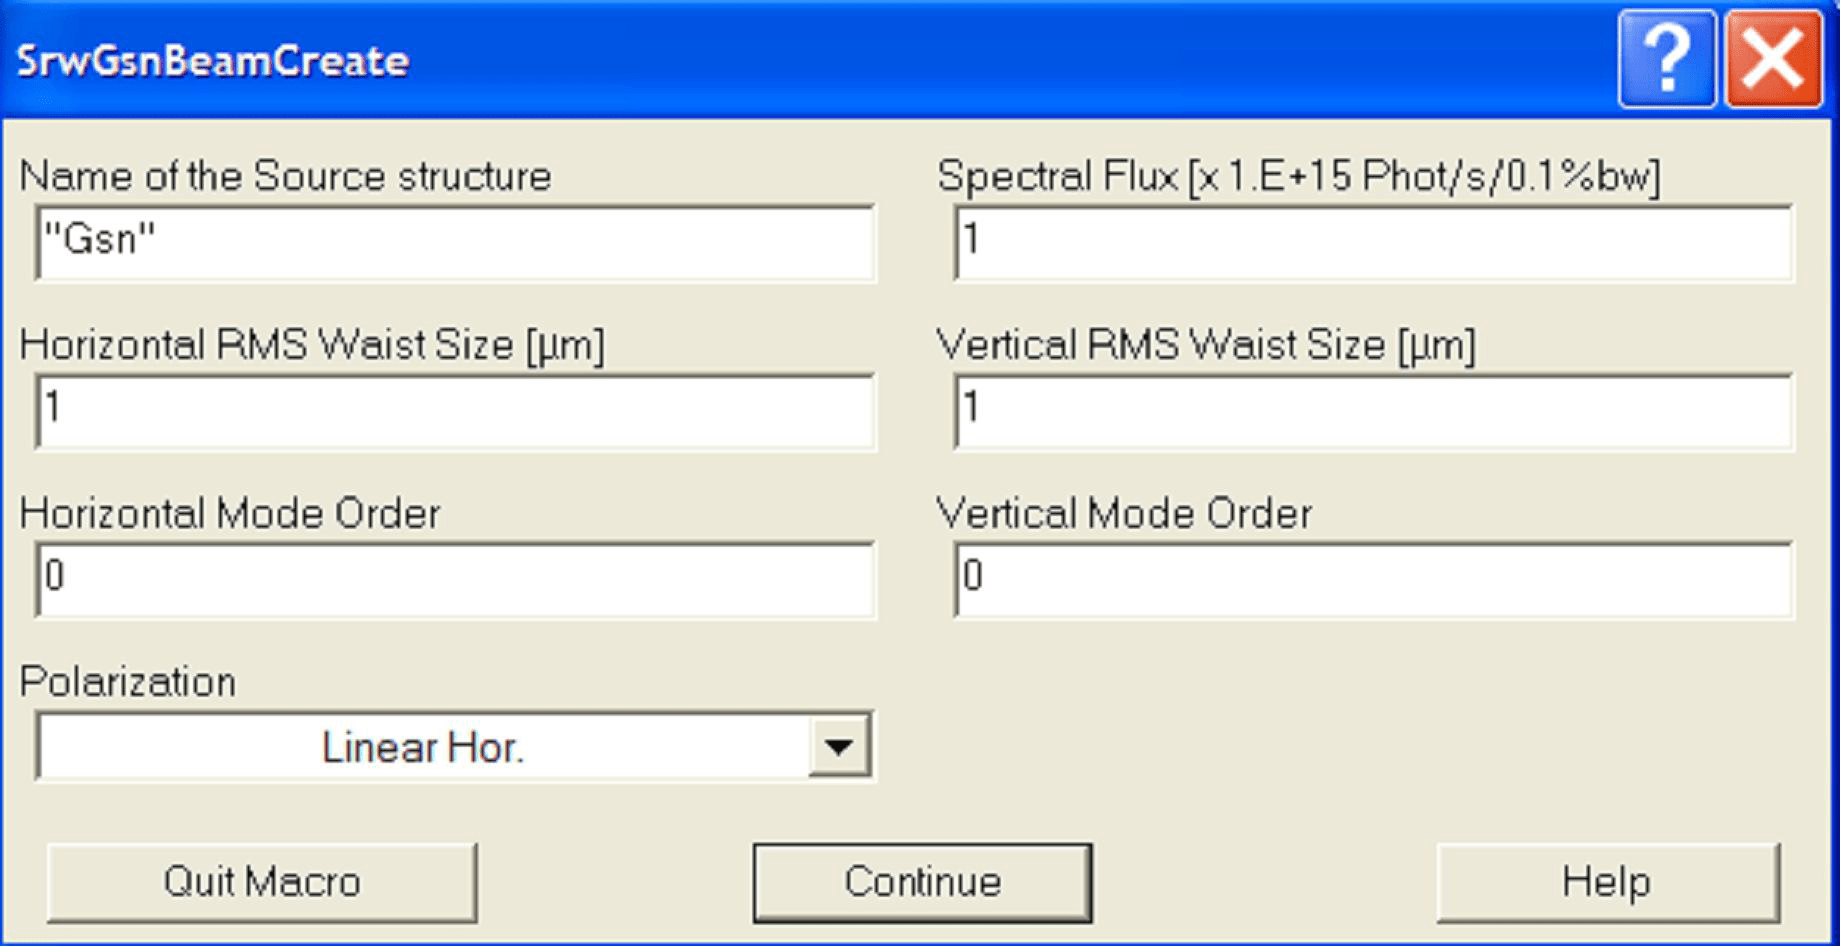 SrwGsnBeamCreate
Name of the Source structure
"Gsn"
Spectral Flux [x 1.E+15 Phot/s/0.1%bw]
1
Horizontal RMS Waist Size [µm]
1
Vertical RMS Waist Size [µm]
1
Horizontal Mode Order
0
Vertical Mode Order
0
Polarization
Linear Hor.
Quit Macro
Continue
Help